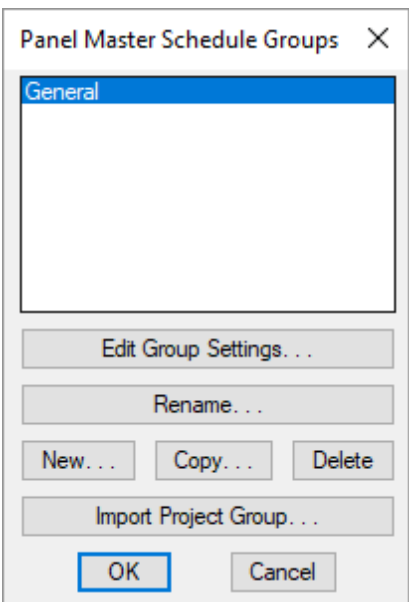 Panel Master Schedule Groups
General
Edit Group Settings. . .
Rename. . .
New. . . Copy. . . Delete
Import Project Group. . .
OK Cancel